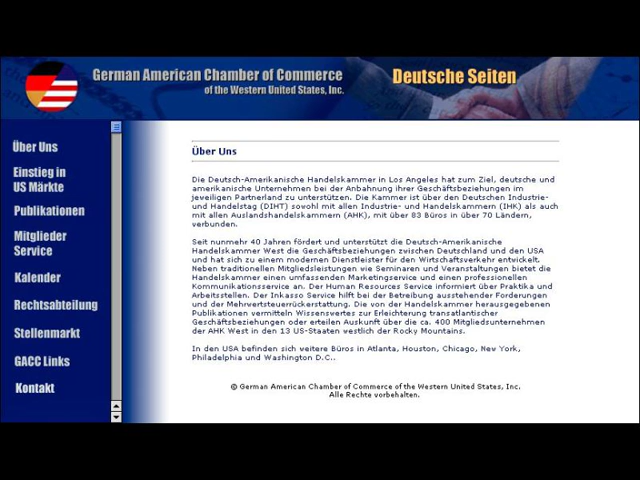 German American Chamber of Commerce
of the Western United States, Inc.
Deutsche Seiten
Über Uns
Einstieg in
US Märkte
Publikationen
Mitglieder
Service
Kalender
Rechtsabteilung
Stellenmarkt
GACC Links
Kontakt
Über Uns
Die Deutsch-Amerikanische Handelskammer in Los Angeles hat zum Ziel, deutsche und
amerikanische Unternehmen bei der Anbahnung ihrer Geschäftsbeziehungen im
jeweiligen Partnerland zu unterstützen. Die Kammer ist über den Deutschen Industrie-
und Handelstag (DIHT) sowohl mit allen Industrie- und Handelskammern (IHK) als auch
mit allen Auslandshandelskammern (AHK), mit über 83 Büros in über 70 Ländern,
verbunden.
Seit nunmehr 40 Jahren fördert und unterstützt die Deutsch-Amerikanische
Handelskammer West die Geschäftsbeziehungen zwischen Deutschland und den USA
und hat sich zu einem modernen Dienstleister für den Wirtschaftverkehr entwickelt.
Neben traditionellen Mitgliedsleistungen wie Seminaren und Veranstaltungen bietet die
Handelskammer einen umfassenden Marketingservice und einen professionellen
Kommunikationsservice an. Der Human Resources Service informiert über Praktika und
Arbeitsstellen. Der Inkasso Service hilft bei der Betreibung ausstehender Forderungen
und der Mehrwertsteuerrückerstattung. Die von der Handelskammer herausgegebenen
Publikationen vermitteln Wissenswertes zur Erleichterung transatlantischer
Geschäftsbeziehungen oder erteilen Auskunft über die ca. 400 Mitgliedsunternehmen
der AHK West in den 13 US-Staaten westlich der Rocky Mountains.
In den USA befinden sich weitere Büros in Atlanta, Houston, Chicago, New York,
Philadelphia und Washington D.C..
© German American Chamber of Commerce of the Western United States, Inc.
Alle Rechte vorbehalten.